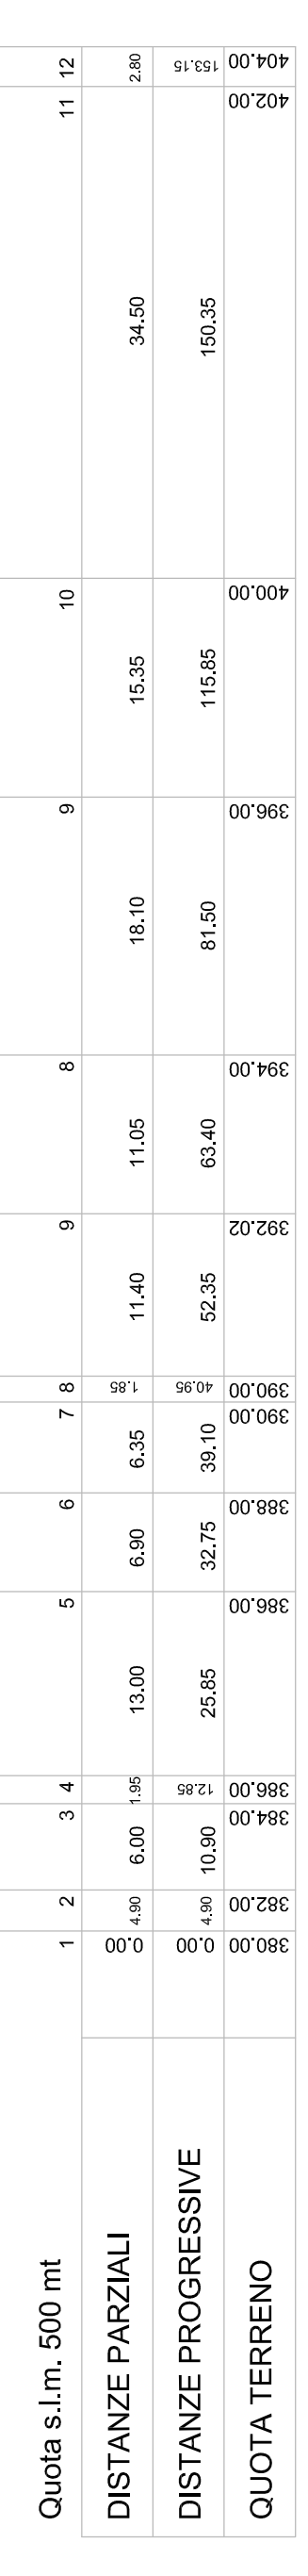 Quota s.l.m. 500 mt 1 2 3 4 5 6 7 8 9 8 9 10 11 12
DISTANZE PARZIALI 0.00 4.90 6.00 1.95 13.00 6.90 6.35 1.85 11.40 11.05 18.10 15.35 34.50 2.80
DISTANZE PROGRESSIVE 0.00 4.90 10.90 12.85 25.85 32.75 39.10 40.95 52.35 63.40 81.50 115.85 150.35 153.15
QUOTA TERRENO 380.00 382.00 384.00 386.00 386.00 388.00 390.00 390.00 392.02 394.00 396.00 400.00 402.00 404.00